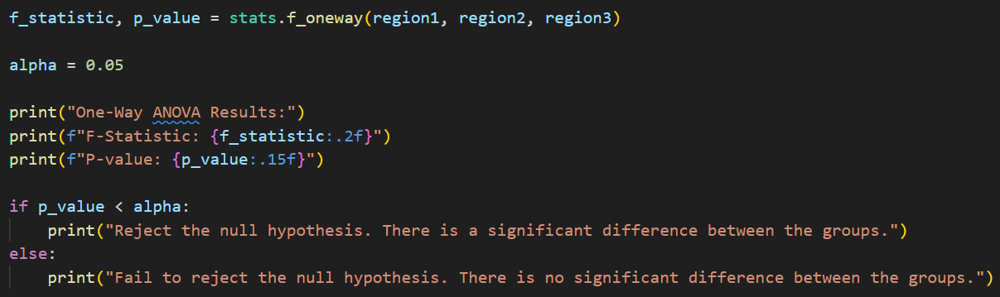 f_statistic, p_value = stats.f_oneway(region1, region2, region3)
alpha = 0.05
print("One-Way ANOVA Results:")
print(f"F-Statistic: {f_statistic:.2f}")
print(f"P-value: {p_value:.15f}")
if p_value < alpha:
    print("Reject the null hypothesis. There is a significant difference between the groups.")
else:
    print("Fail to reject the null hypothesis. There is no significant difference between the groups.")